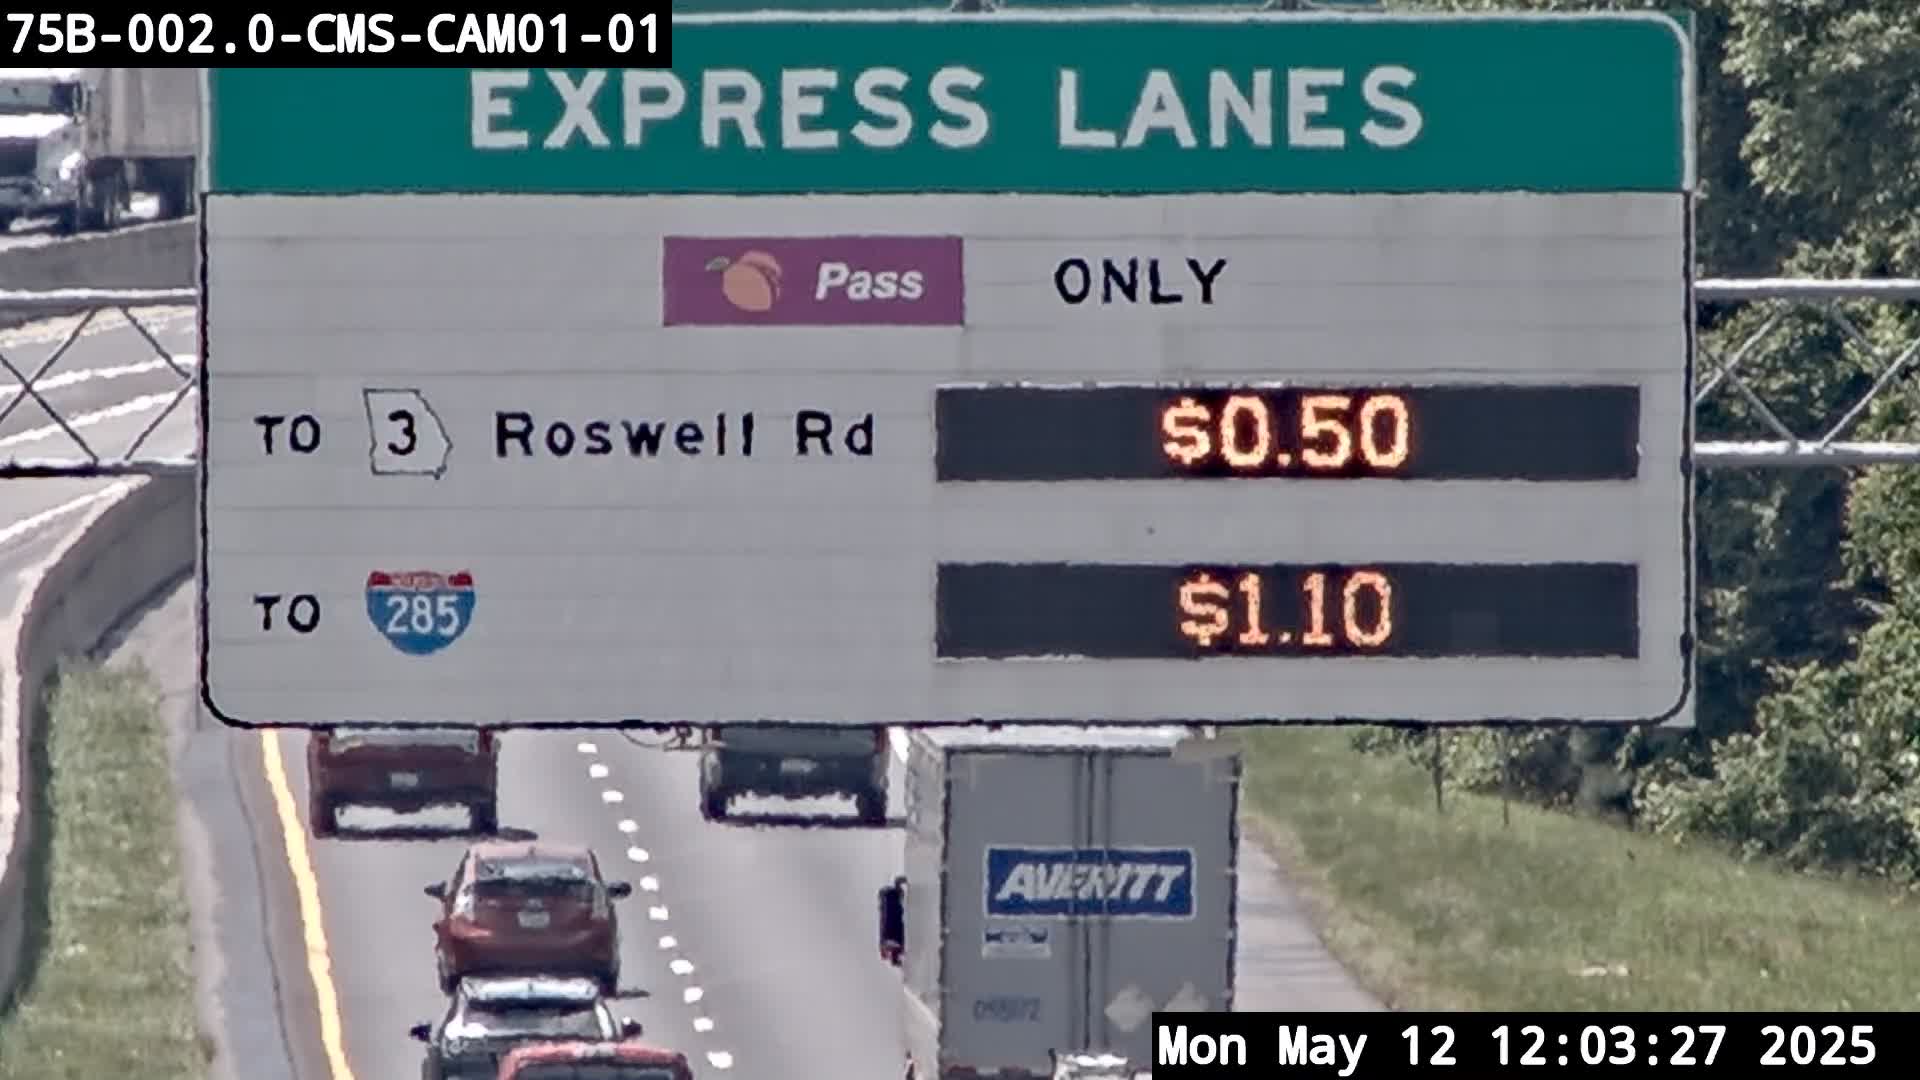 75B-002.0-CMS-CAM01-01
EXPRESS LANES
Pass ONLY
TO 3 Roswell Rd $0.50
TO 285 $1.10
AVERITT
Mon May 12 12:03:27 2025